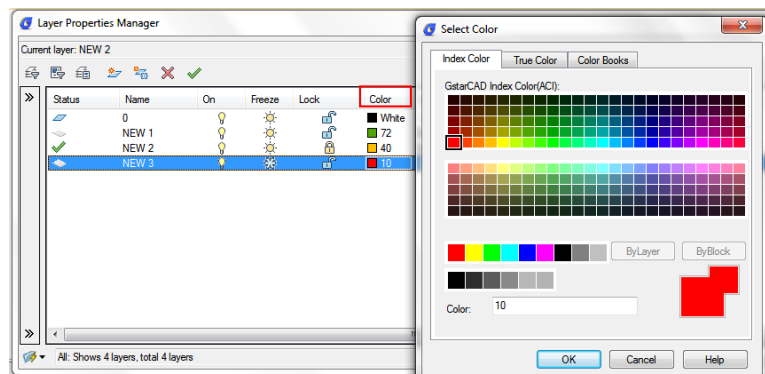 Layer Properties Manager
Current layer: NEW 2
Status Name On Freeze Lock Color
0 White
NEW 1 72
NEW 2 40
NEW 3 10
All: Shows 4 layers, total 4 layers
Select Color
Index Color True Color Color Books
GstarCAD Index Color(ACI):
ByLayer ByBlock
Color: 10
OK Cancel Help